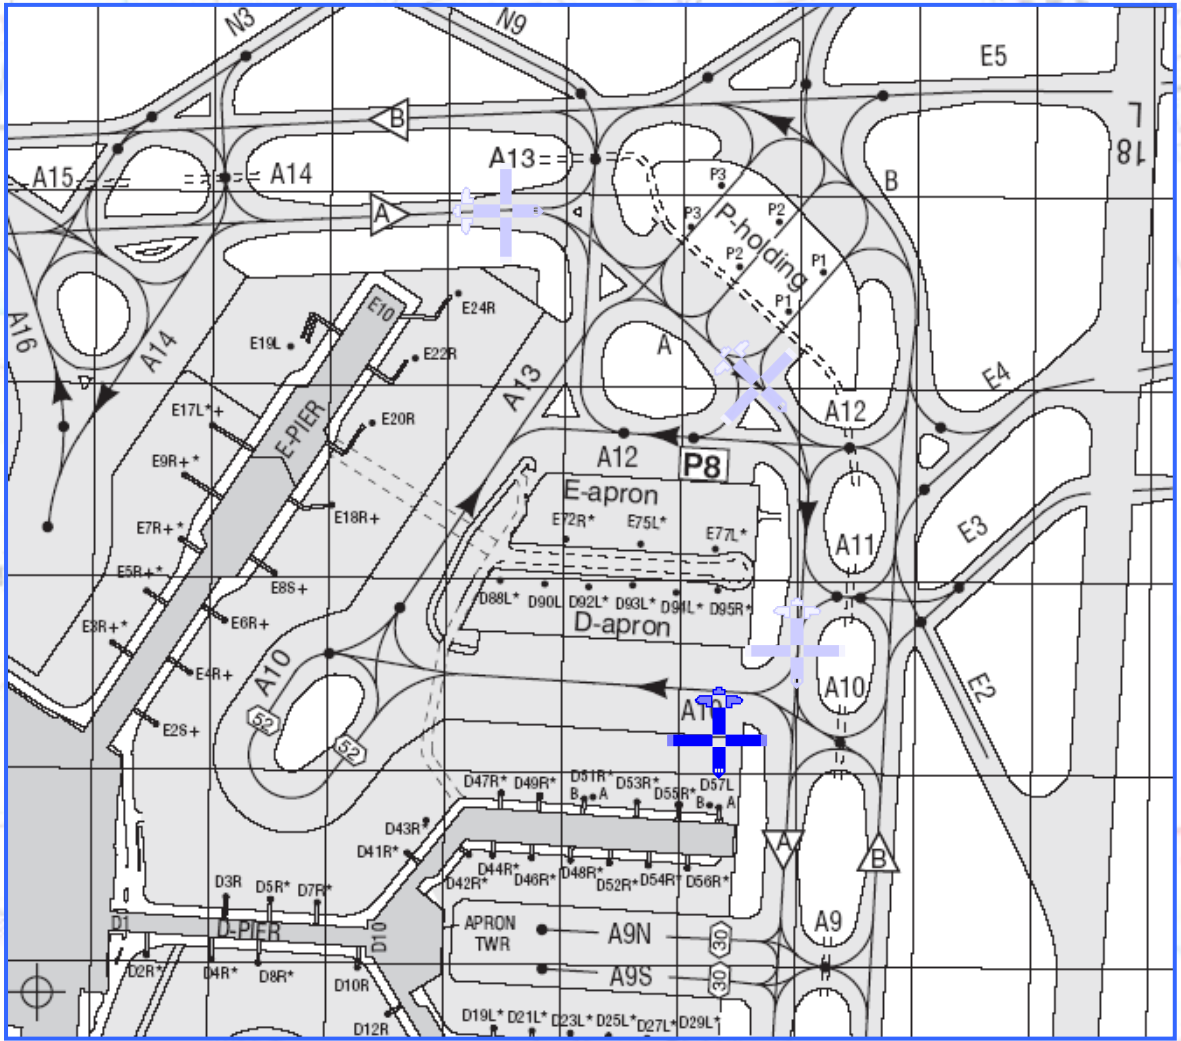 N3
N9
E5
B
18L
A15
A14
A13
P3
B
A
P3
P2
P-holding
P2
P1
P1
A16
A14
E10
E24R
E19L
E22R
A
A13
E4
E17L*+
E-PIER
E20R
A12
A12
P8
E9R+*
E-apron
E18R+
E72R*
E75L*
E77L*
E7R+*
E3
A11
E5R+*
E8S+
D88L*
D90L
D92L*
D93L*
D94L*
D95R*
E3R+*
E6R+
D-apron
E4R+
A10
A10
E2
A10
52
E2S+
52
D47R*
D49R*
D51R*
D53R*
D55R*
D57L
B
A
B
A
D43R*
D41R*
A
B
D42R*
D44R*
D46R*
D48R*
D52R*
D54R*
D56R*
D3R
D5R*
D7R*
D1
D-PIER
D10
APRON
TWR
A9N
30
A9
A9S
30
D2R*
D4R*
D8R*
D10R
D12R
D19L*
D21L*
D23L*
D25L*
D27L*
D29L*